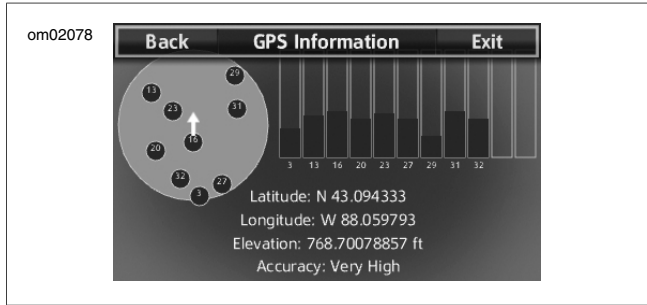 om02078
Back GPS Information Exit
29
13
23 31
16
20
32 27
3
3 13 16 20 23 27 29 31 32
Latitude: N 43.094333
Longitude: W 88.059793
Elevation: 768.70078857 ft
Accuracy: Very High